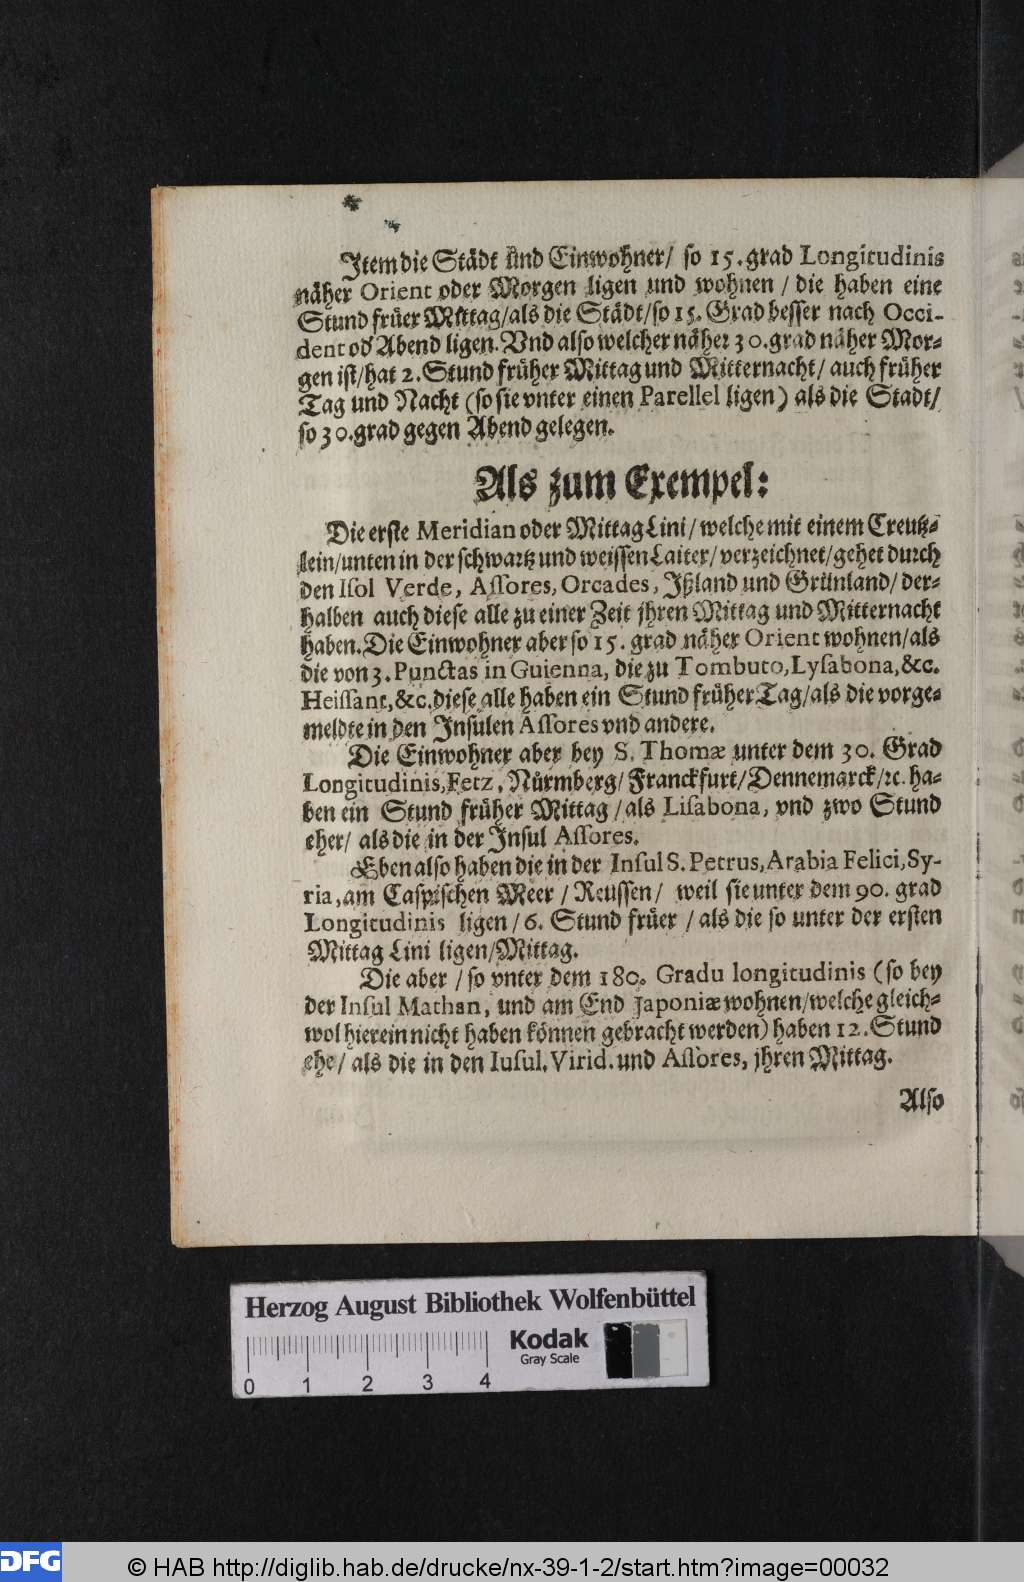 Item die Städt und Einwohner/ so 15. grad Longitudinis
näher Orient oder Morgen ligen und wohnen / die haben eine
Stund früer Mittag/als die Städt/so 15. Grad besser nach Occi-
dent od' Abend ligen. Vnd also welcher näher 30. grad näher Mor-
gen ist/hat 2. Stund früher Mittag und Mitternacht/ auch früher
Tag und Nacht (so sie vnter einen Parellel ligen) als die Stadt/
so 30. grad gegen Abend gelegen.
Als zum Exempel:
Die erste Meridian oder Mittag Lini/welche mit einem Creutz-
lein/unten in der schwartz und weissen Laiter/ verzeichnet/gehet durch
den Isol Verde, Assores, Orcades, Ißland und Grünland/ der-
halben auch diese alle zu einer Zeit jhren Mittag und Mitternacht
haben. Die Einwohner aber so 15. grad näher Orient wohnen/als
die von 3. Punctas in Guienna, die zu Tombuto, Lysabona, &c.
Heissant, &c. diese alle haben ein Stund früher Tag/als die vorge-
meldte in den Insulen Assores vnd andere.
Die Einwohner aber bey S. Thomæ unter dem 30. Grad
Longitudinis, Fetz, Nürmberg/ Franckfurt/ Dennemarck/ ꝛc. ha-
ben ein Stund früher Mittag / als Lisabona, vnd zwo Stund
eher/ als die in der Insul Assores.
Eben also haben die in der Insul S. Petrus, Arabia Felici, Sy-
ria, am Caspischen Meer / Reussen/ weil sie unter dem 90. grad
Longitudinis ligen / 6. Stund früer / als die so unter der ersten
Mittag Lini ligen/Mittag.
Die aber / so vnter dem 180. Gradu longitudinis (so bey
der Insul Mathan, und am End Japoniæ wohnen/welche gleich-
wol hierein nicht haben können gebracht werden) haben 12. Stund
ehe/ als die in den Iusul. Virid. und Assores, jhren Mittag.
Also
Herzog August Bibliothek Wolfenbüttel
Kodak
Gray Scale
0 1 2 3 4
DFG © HAB http://diglib.hab.de/drucke/nx-39-1-2/start.htm?image=00032